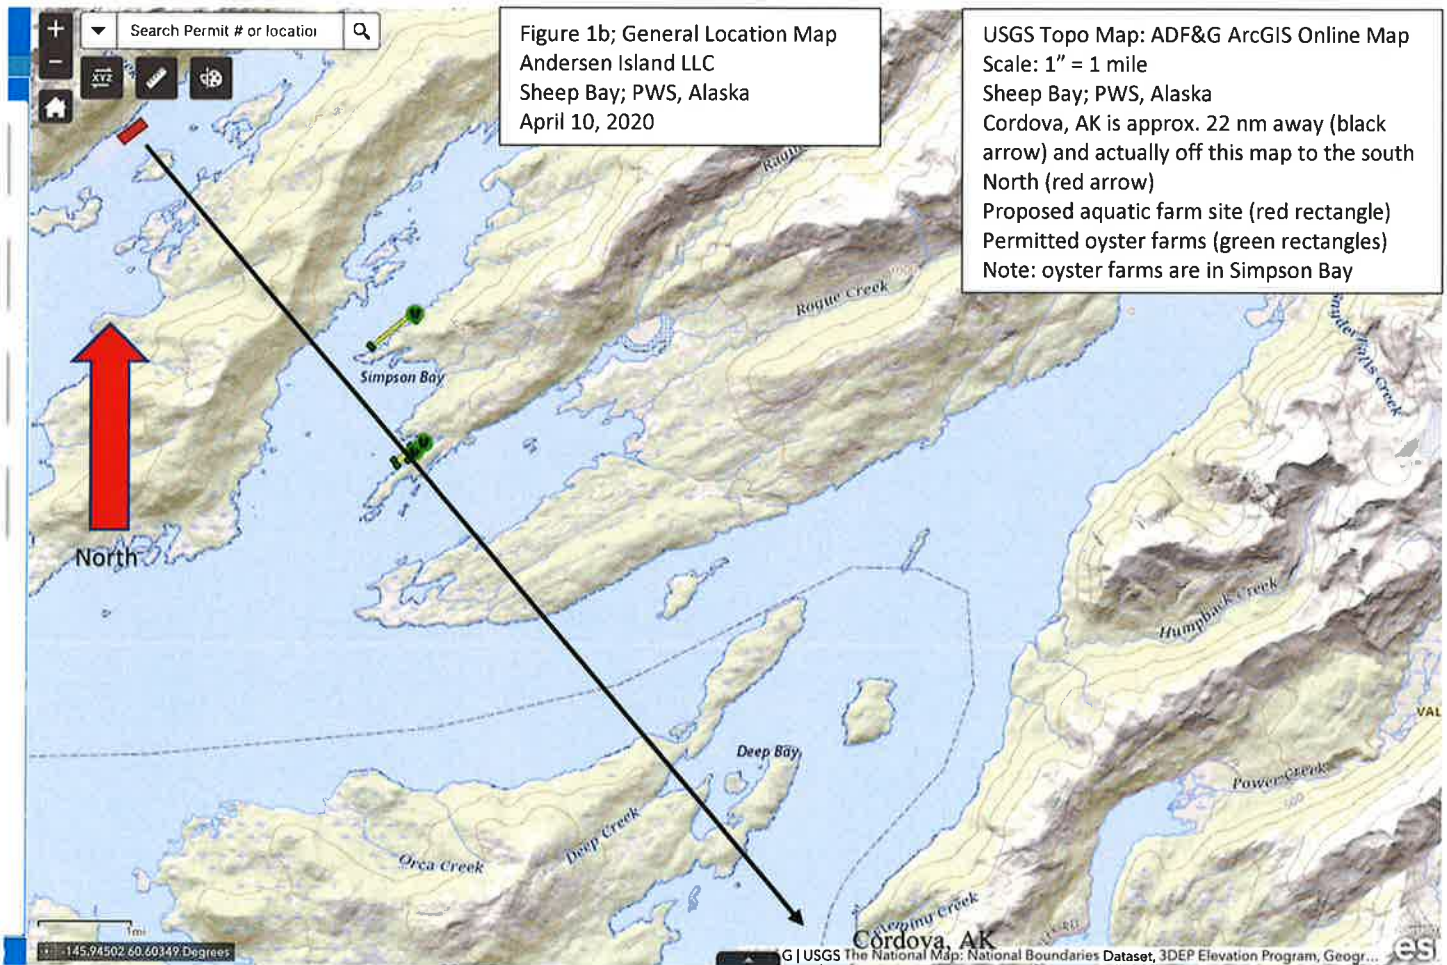 Search Permit # or location
XYZ
Figure 1b; General Location Map
Andersen Island LLC
Sheep Bay; PWS, Alaska
April 10, 2020
USGS Topo Map: ADF&G ArcGIS Online Map
Scale: 1” = 1 mile
Sheep Bay; PWS, Alaska
Cordova, AK is approx. 22 nm away (black
arrow) and actually off this map to the south
North (red arrow)
Proposed aquatic farm site (red rectangle)
Permitted oyster farms (green rectangles)
Note: oyster farms are in Simpson Bay
Rogue Creek
Simpson Bay
North
Humpback Creek
VAL
Deep Bay
Power Creek
Deep Creek
Orca Creek
Creek
Cordova, AK
1mi
-145.94502 60.60349 Degrees
G | USGS The National Map: National Boundaries Dataset, 3DEP Elevation Program, Geogr...
es